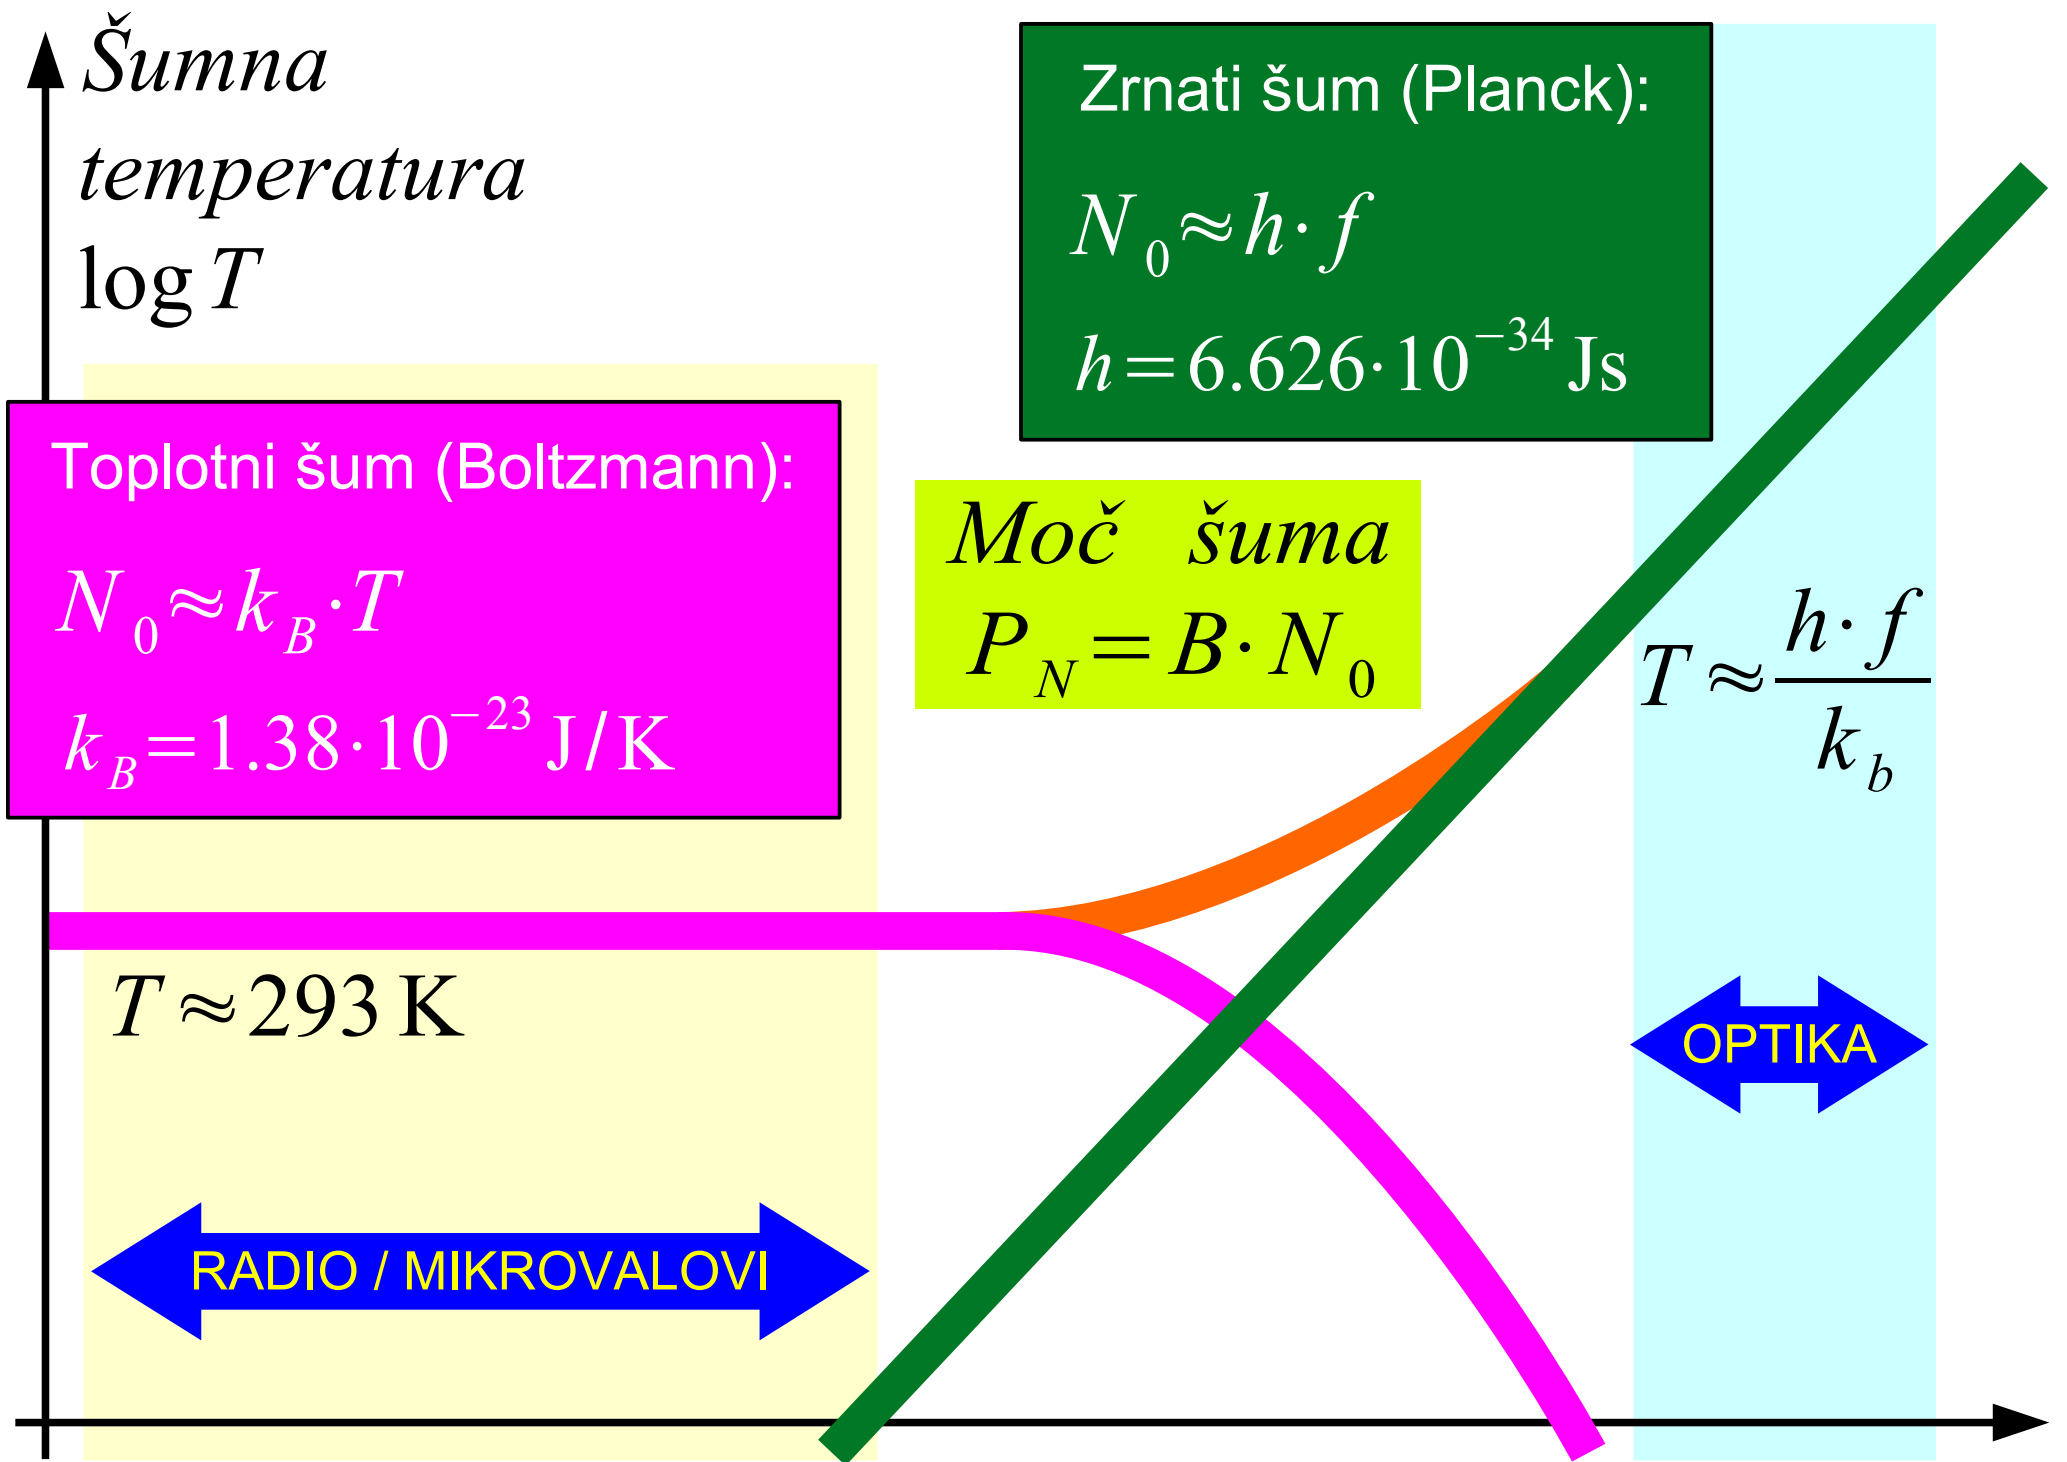 Šumna
temperatura
log T
Zrnati šum (Planck):
N₀≈h·f
h=6.626·10⁻³⁴ Js
Toplotni šum (Boltzmann):
N₀≈k_B·T
k_B=1.38·10⁻²³ J/K
Moč šuma
P_N=B·N₀
T≈h·f/k_b
T≈293 K
OPTIKA
RADIO / MIKROVALOVI